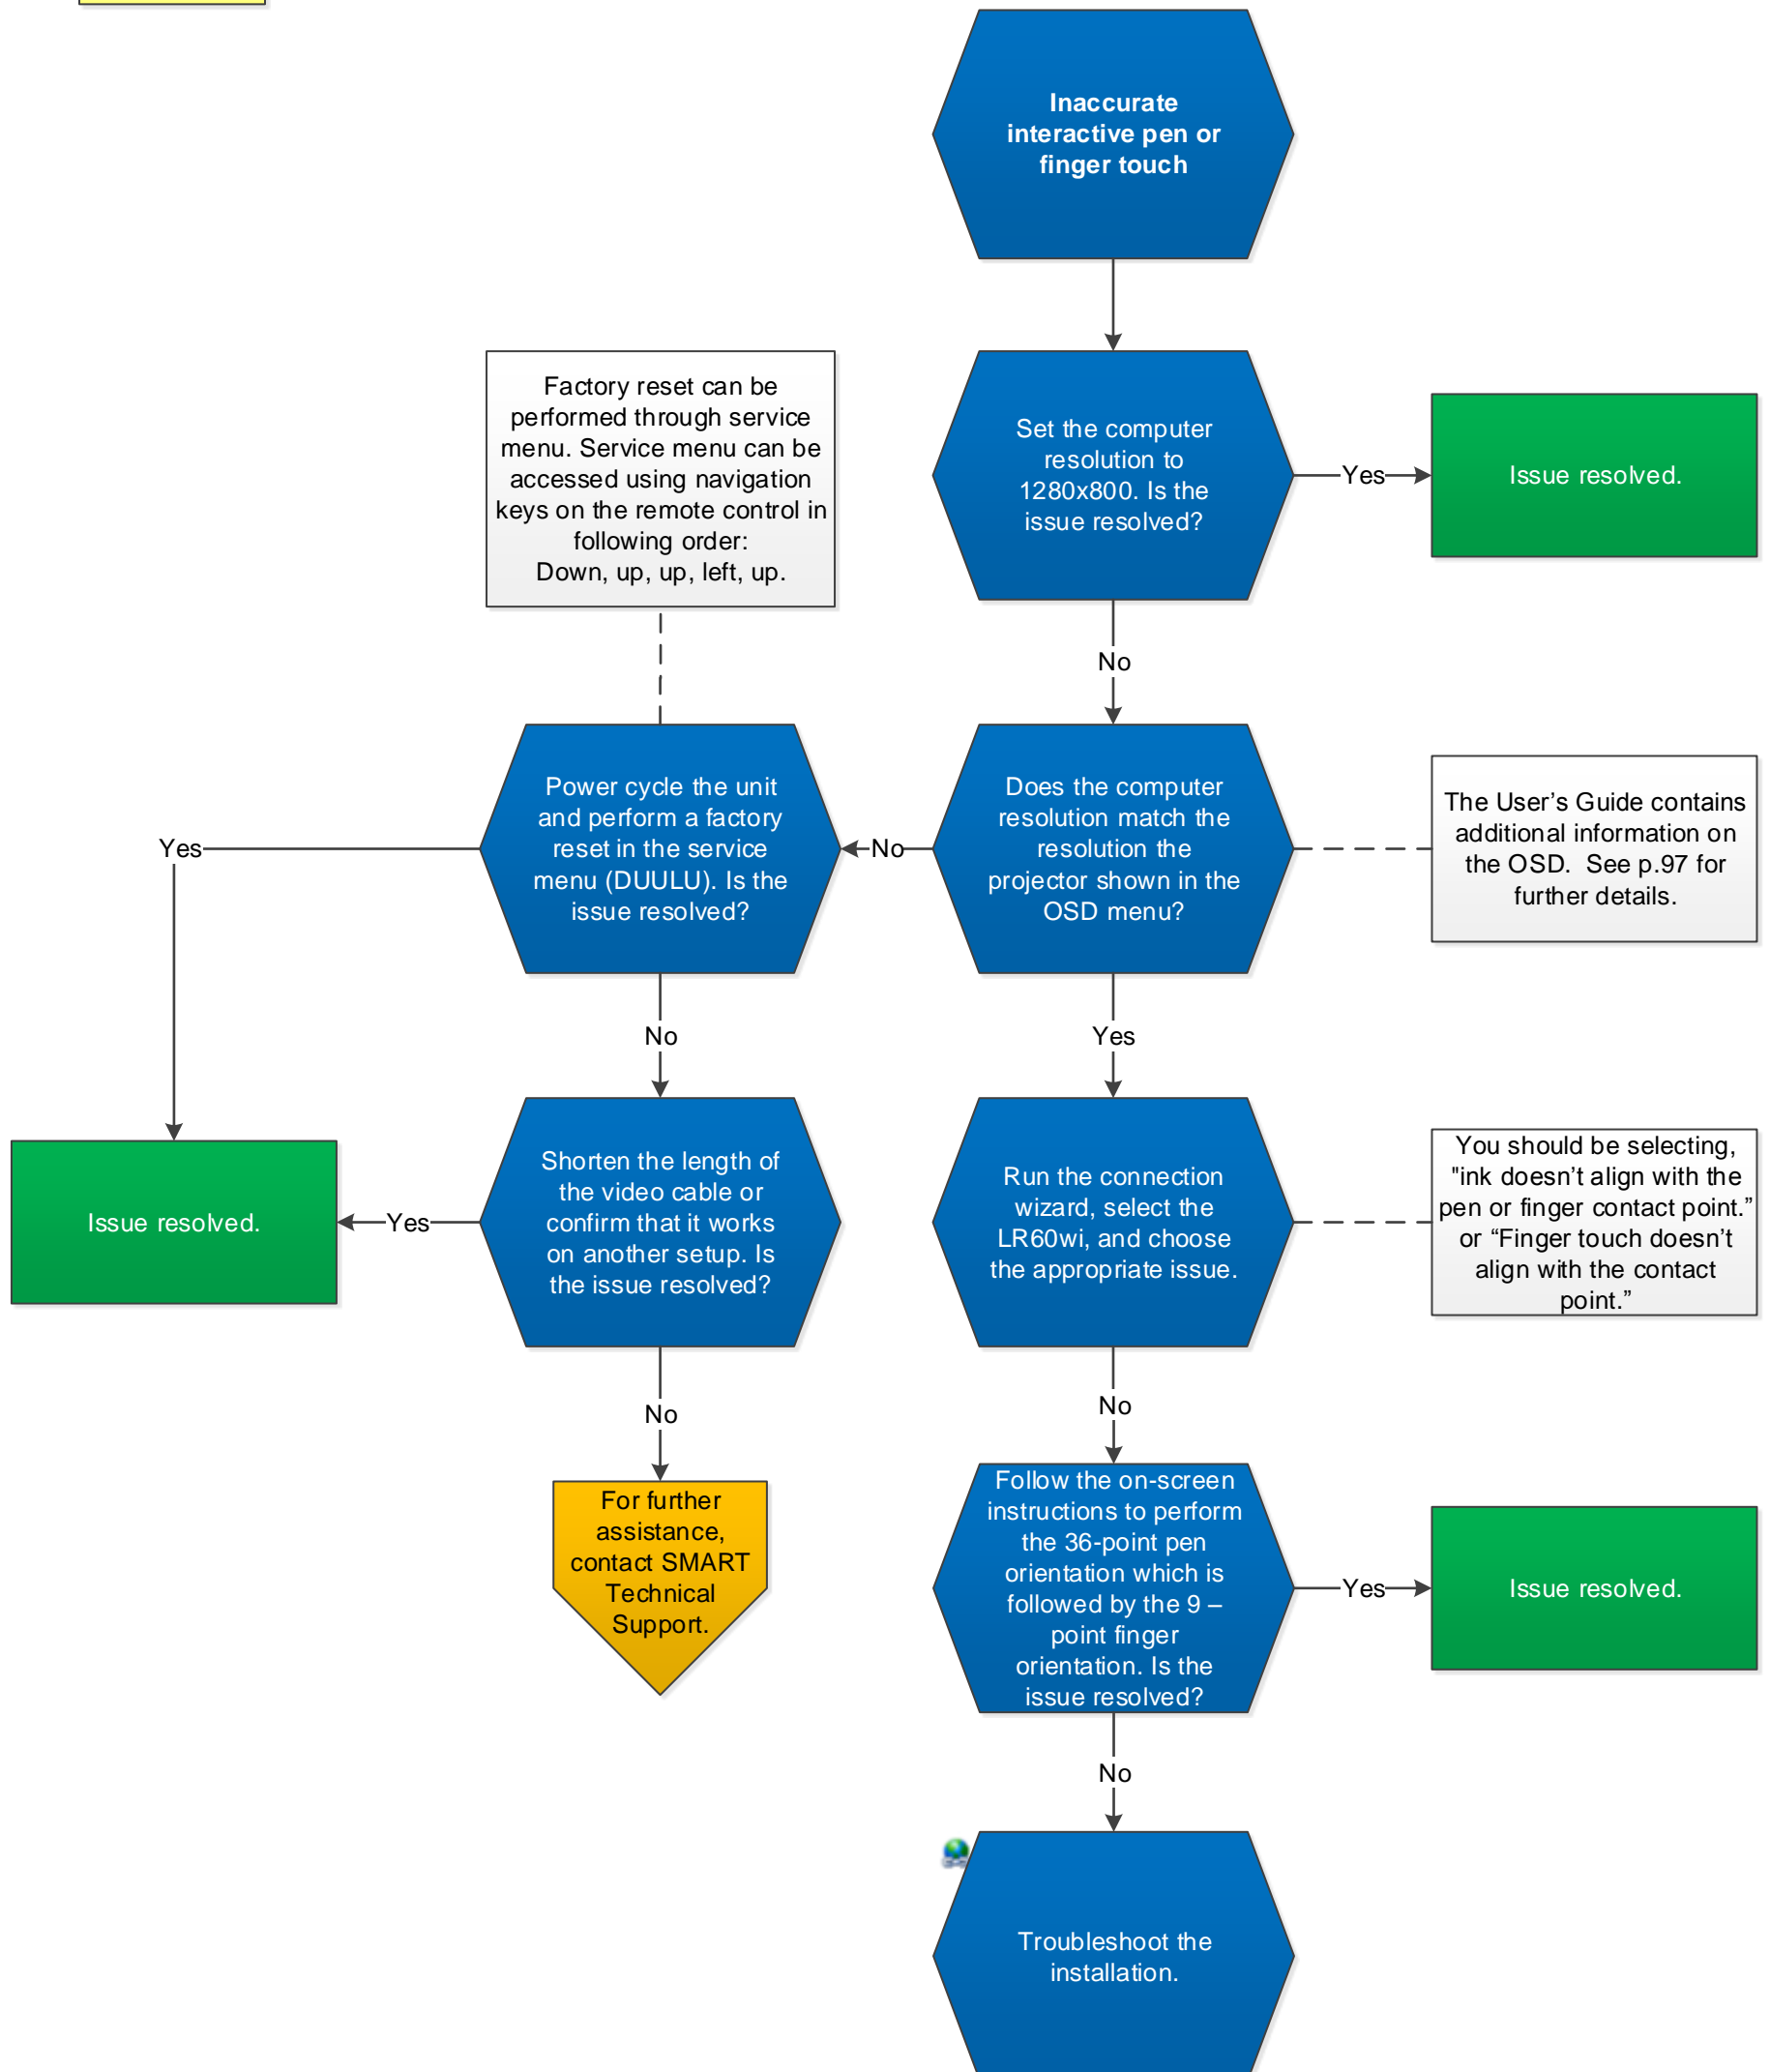 Inaccurate
interactive pen or
finger touch
Factory reset can be
performed through service
menu. Service menu can be
accessed using navigation
keys on the remote control in
following order:
Down, up, up, left, up.
Set the computer
resolution to
1280x800. Is the
issue resolved?
Yes
Issue resolved.
No
Power cycle the unit
and perform a factory
reset in the service
menu (DUULU). Is the
issue resolved?
No
Does the computer
resolution match the
resolution the
projector shown in the
OSD menu?
The User’s Guide contains
additional information on
the OSD.  See p.97 for
further details.
Yes
No
Yes
Issue resolved.
Yes
Shorten the length of
the video cable or
confirm that it works
on another setup. Is
the issue resolved?
Run the connection
wizard, select the
LR60wi, and choose
the appropriate issue.
You should be selecting,
"ink doesn’t align with the
pen or finger contact point.”
or “Finger touch doesn’t
align with the contact
point.”
No
No
For further
assistance,
contact SMART
Technical
Support.
Follow the on-screen
instructions to perform
the 36-point pen
orientation which is
followed by the 9 –
point finger
orientation. Is the
issue resolved?
Yes
Issue resolved.
No
Troubleshoot the
installation.